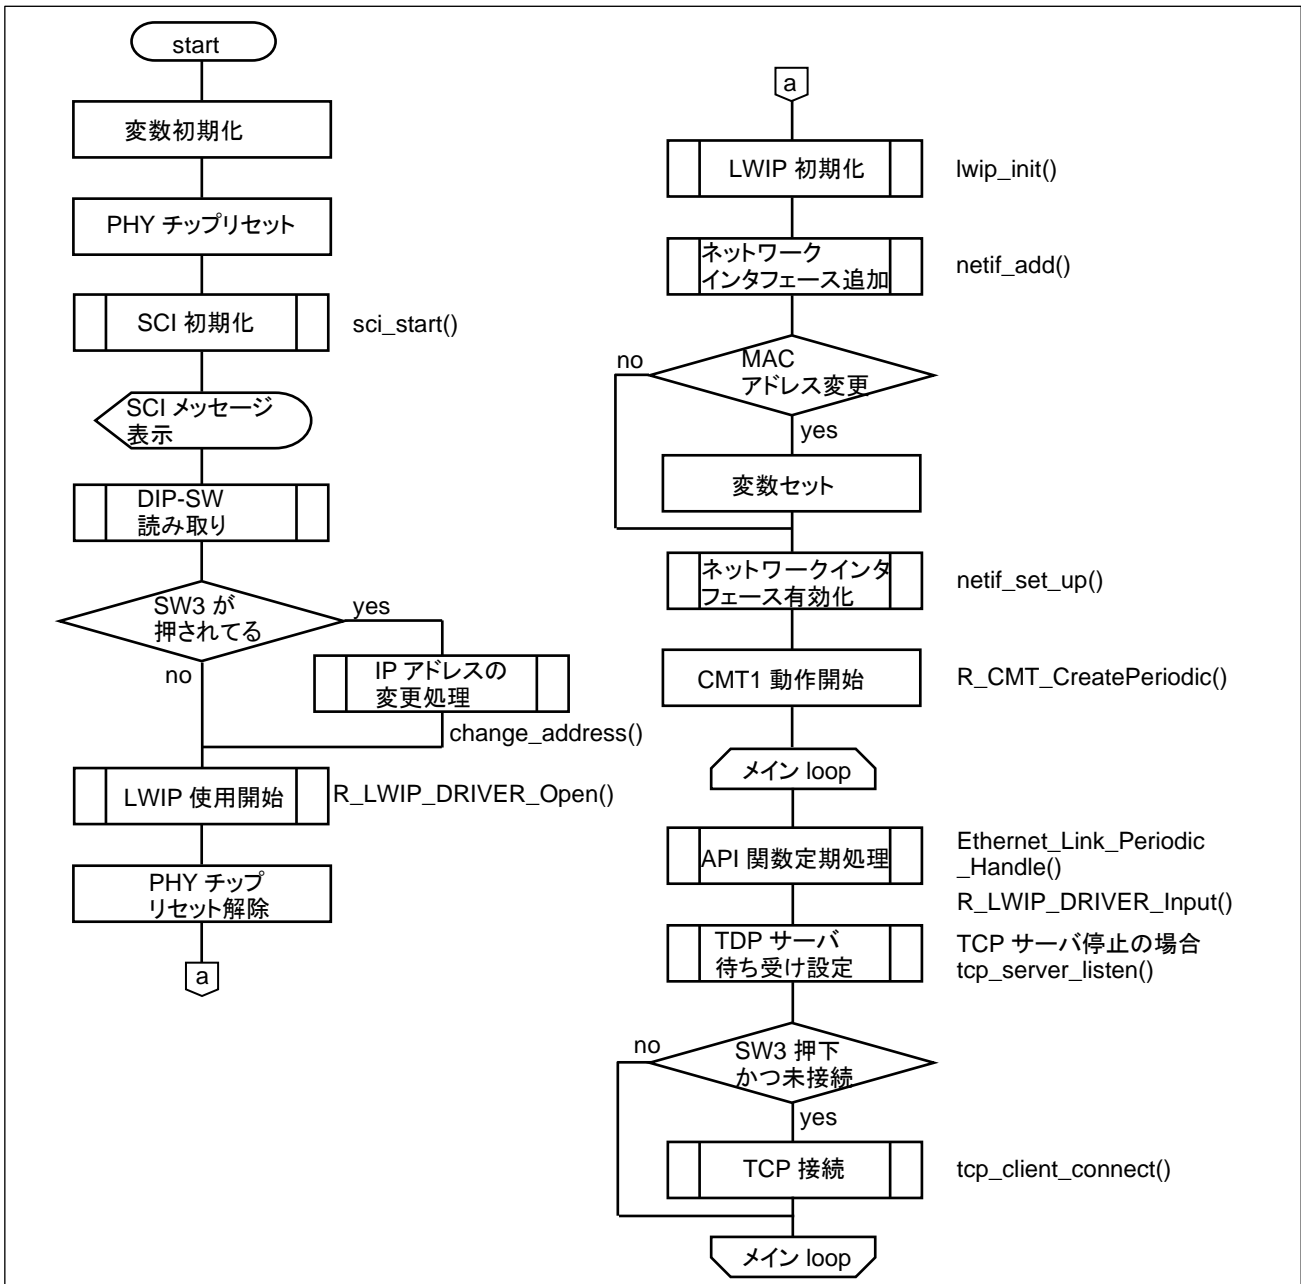 start
変数初期化
PHY チップリセット
SCI 初期化
sci_start()
SCI メッセージ
表示
DIP-SW
読み取り
SW3 が
押されてる
yes
no
IP アドレスの
変更処理
change_address()
LWIP 使用開始
R_LWIP_DRIVER_Open()
PHY チップ
リセット解除
a
a
LWIP 初期化
lwip_init()
ネットワーク
インタフェース追加
netif_add()
MAC
アドレス変更
no
yes
変数セット
ネットワークインタ
フェース有効化
netif_set_up()
CMT1 動作開始
R_CMT_CreatePeriodic()
メイン loop
API 関数定期処理
Ethernet_Link_Periodic
_Handle()
R_LWIP_DRIVER_Input()
TDP サーバ
待ち受け設定
TCP サーバ停止の場合
tcp_server_listen()
SW3 押下
かつ未接続
no
yes
TCP 接続
tcp_client_connect()
メイン loop